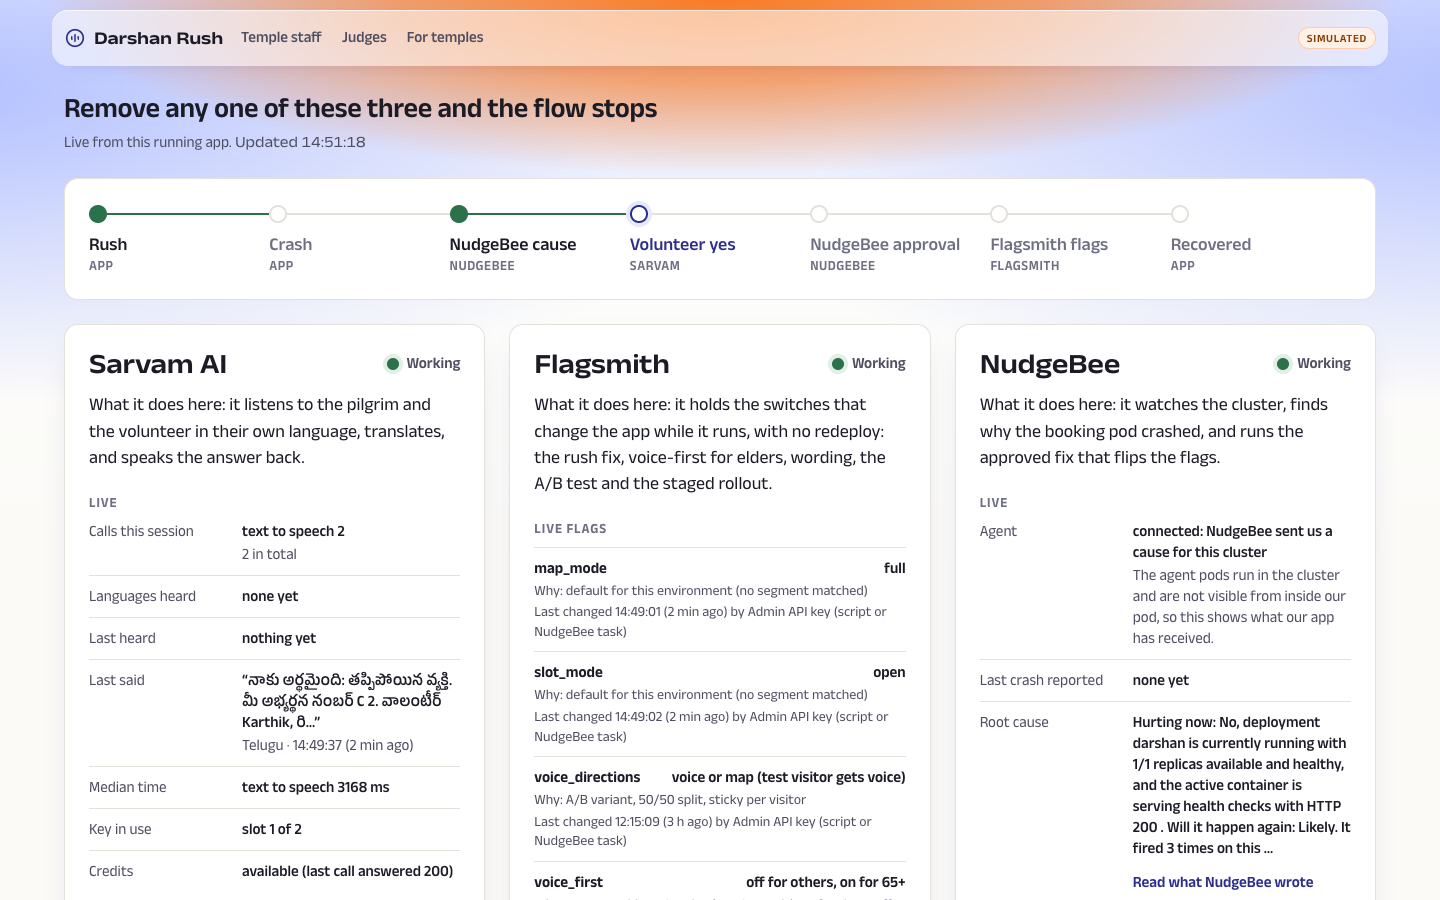 Darshan Rush
Temple staff
Judges
For temples
SIMULATED
Remove any one of these three and the flow stops
Live from this running app. Updated 14:51:18
Rush
APP
Crash
APP
NudgeBee cause
NUDGEBEE
Volunteer yes
SARVAM
NudgeBee approval
NUDGEBEE
Flagsmith flags
FLAGSMITH
Recovered
APP
Sarvam AI
Working
What it does here: it listens to the pilgrim and
the volunteer in their own language, translates,
and speaks the answer back.
LIVE
Calls this session
text to speech 2
2 in total
Languages heard
none yet
Last heard
nothing yet
Last said
“నాకు అర్థమైంది: తప్పిపోయిన వ్యక్తి.
మీ అభ్యర్థన నంబర్ C 2. వాలంటీర్
Karthik, రి...”
Telugu · 14:49:37 (2 min ago)
Median time
text to speech 3168 ms
Key in use
slot 1 of 2
Credits
available (last call answered 200)
Flagsmith
Working
What it does here: it holds the switches that
change the app while it runs, with no redeploy:
the rush fix, voice-first for elders, wording, the
A/B test and the staged rollout.
LIVE FLAGS
map_mode
full
Why: default for this environment (no segment matched)
Last changed 14:49:01 (2 min ago) by Admin API key (script or
NudgeBee task)
slot_mode
open
Why: default for this environment (no segment matched)
Last changed 14:49:02 (2 min ago) by Admin API key (script or
NudgeBee task)
voice_directions
voice or map (test visitor gets voice)
Why: A/B variant, 50/50 split, sticky per visitor
Last changed 12:15:09 (3 h ago) by Admin API key (script or
NudgeBee task)
voice_first
off for others, on for 65+
NudgeBee
Working
What it does here: it watches the cluster, finds
why the booking pod crashed, and runs the
approved fix that flips the flags.
LIVE
Agent
connected: NudgeBee sent us a
cause for this cluster
The agent pods run in the cluster
and are not visible from inside our
pod, so this shows what our app
has received.
Last crash reported
none yet
Root cause
Hurting now: No, deployment
darshan is currently running with
1/1 replicas available and healthy,
and the active container is
serving health checks with HTTP
200 . Will it happen again: Likely. It
fired 3 times on this ...
Read what NudgeBee wrote